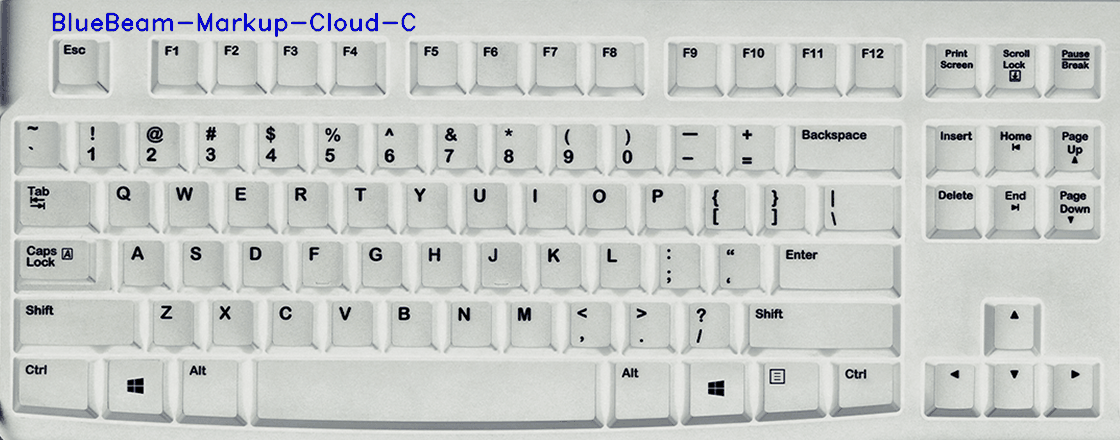 BlueBeam-Markup-Cloud-C
Esc F1 F2 F3 F4 F5 F6 F7 F8 F9 F10 F11 F12 Print Screen Scroll Lock Pause Break
~ ! @ # $ % ^ & * ( ) — + Backspace Insert Home Page Up
` 1 2 3 4 5 6 7 8 9 0 - =
Tab Q W E R T Y U I O P { } | Delete End Page Down
[ ] \
Caps Lock A A S D F G H J K L : “ Enter
; ‘
Shift Z X C V B N M < > ? Shift
, . /
Ctrl Alt Alt Ctrl